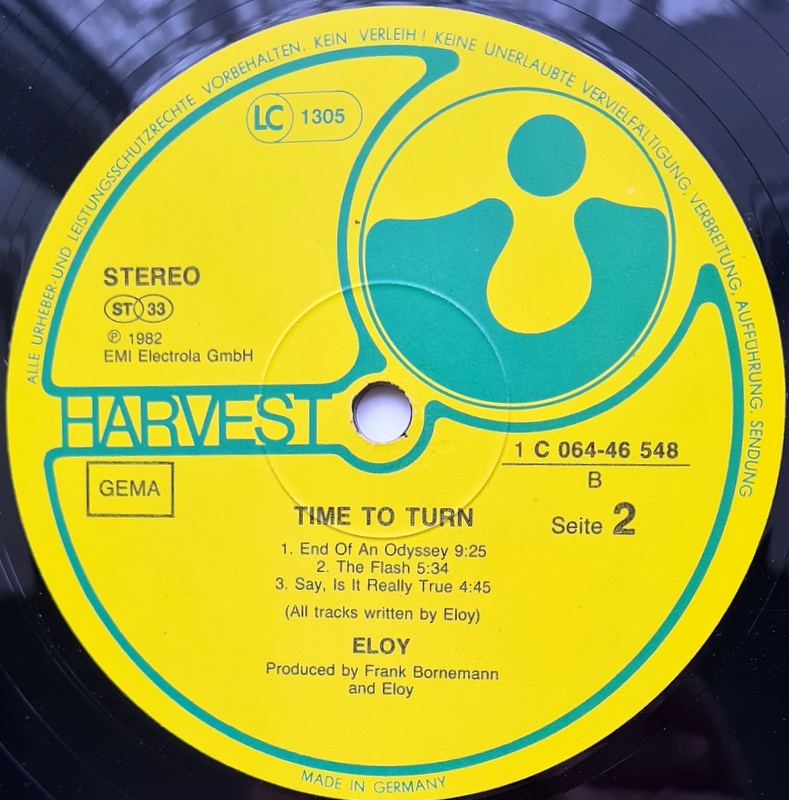 ALLE URHEBER- UND LEISTUNGSSCHUTZRECHTE VORBEHALTEN, KEIN VERLEIH! KEINE UNERLAUBTE VERVIELFÄLTIGUNG, VERBREITUNG, AUFFÜHRUNG, SENDUNG
LC 1305
STEREO
ST 33
℗ 1982
EMI Electrola GmbH
HARVEST
1 C 064-46 548
B
GEMA
Seite 2
TIME TO TURN
1. End Of An Odyssey 9:25
2. The Flash 5:34
3. Say, Is It Really True 4:45
(All tracks written by Eloy)
ELOY
Produced by Frank Bornemann
and Eloy
MADE IN GERMANY